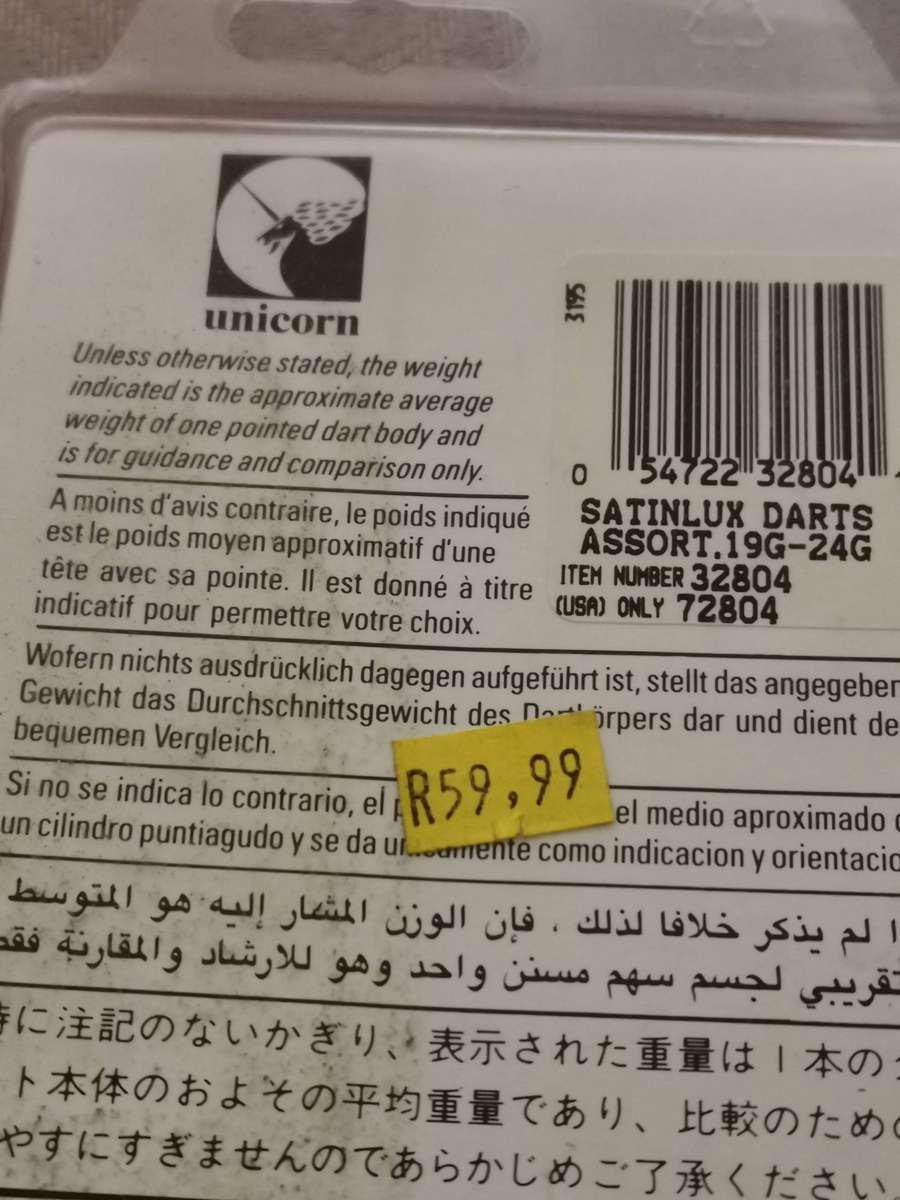 unicorn
Unless otherwise stated, the weight
indicated is the approximate average
weight of one pointed dart body and
is for guidance and comparison only.
A moins d'avis contraire, le poids indiqué
est le poids moyen approximatif d'une
tête avec sa pointe. Il est donné à titre
indicatif pour permettre votre choix.
3195
0 54722 32804
SATINLUX DARTS
ASSORT.19G-24G
ITEM NUMBER 32804
(USA) ONLY 72804
Wofern nichts ausdrücklich dagegen aufgeführt ist, stellt das angegeben
Gewicht das Durchschnittsgewicht des dar und dient
bequemen Vergleich.
R59,99
Si no se indica lo contrario, el el medio aproximado
un cilindro puntiagudo y se da como indicacion y
لم يذكر خلافا لذلك ، فإن الوزن المشار إليه هو المتوسط
تقريبي لجسم سهم مسنن واحد وهو للارشاد والمقارنة
に注記のないかぎり、表示された重量は1本の
ト本体のおよその平均重量であり、比較のための
やすにすぎませんのであらかじめご了承ください